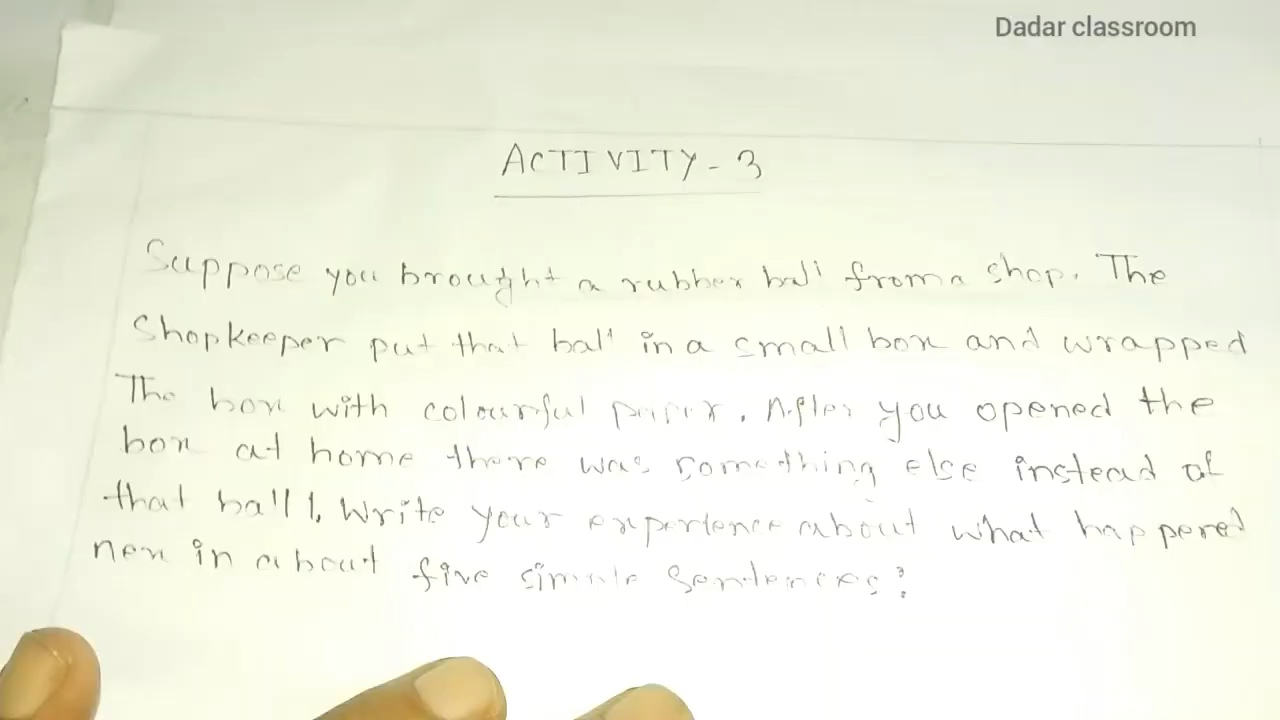 Dadar classroom
ACTIVITY-3
Suppose you brought a rubber ball from a shop. The
Shopkeeper put that ball in a small box and wrapped
The box with colourful paper. After you opened the
box at home there was something else instead of
that ball. Write your experience about what happened
nex in about five simple sentences?